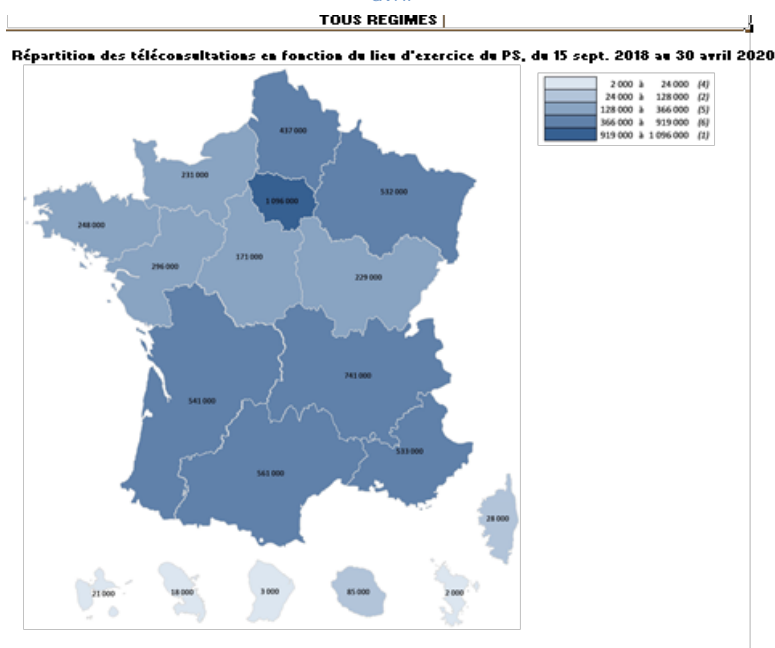 TOUS REGIMES |
Répartition des téléconsultations en fonction du lieu d'exercice du PS, du 15 sept. 2018 au 30 avril 2020
2 000 à 24 000 (4)
24 000 à 128 000 (2)
128 000 à 366 000 (5)
366 000 à 919 000 (6)
919 000 à 1 096 000 (1)
437 000
231 000
532 000
1 096 000
248 000
171 000
296 000
229 000
741 000
541 000
533 000
561 000
28 000
21 000
18 000
3 000
85 000
2 000